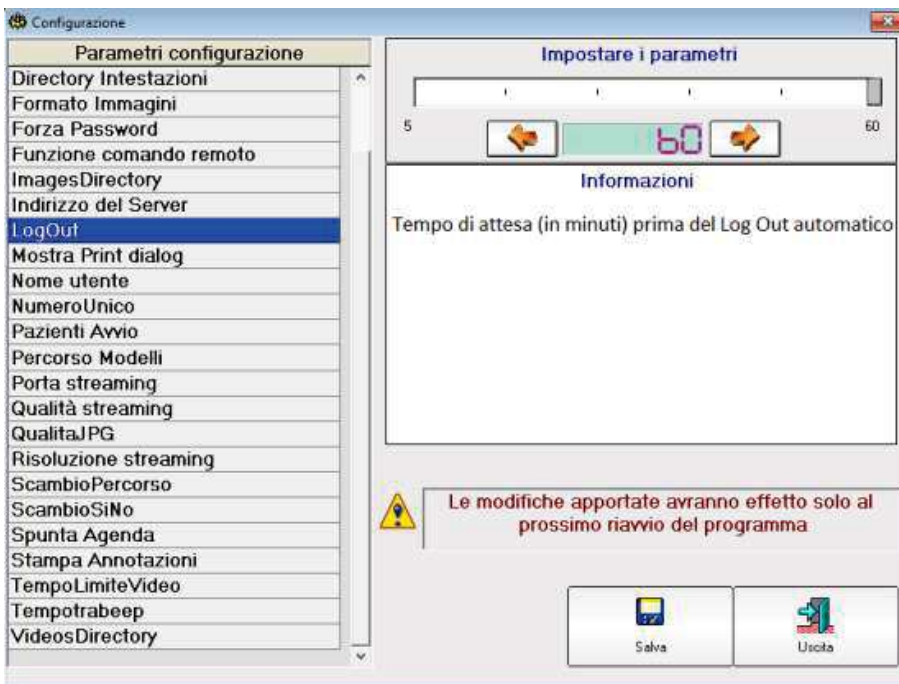 Configurazione
Parametri configurazione
Directory Intestazioni
Formato Immagini
Forza Password
Funzione comando remoto
ImagesDirectory
Indirizzo del Server
LogOut
Mostra Print dialog
Nome utente
NumeroUnico
Pazienti Avvio
Percorso Modelli
Porta streaming
Qualità streaming
QualitaJPG
Risoluzione streaming
ScambioPercorso
ScambioSiNo
Spunta Agenda
Stampa Annotazioni
TempoLimiteVideo
Tempotrabeep
VideosDirectory
Impostare i parametri
5
60
60
Informazioni
Tempo di attesa (in minuti) prima del Log Out automatico
Le modifiche apportate avranno effetto solo al
prossimo riavvio del programma
Salva
Uscita